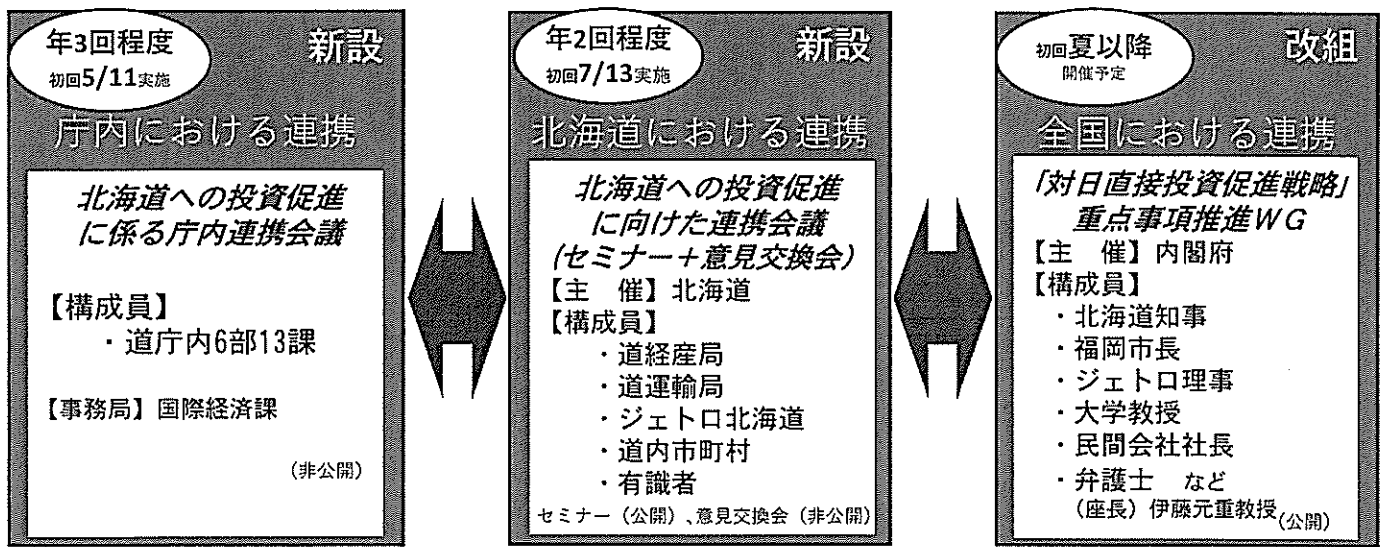 年3回程度
初回5/11実施
新設
庁内における連携
北海道への投資促進
に係る庁内連携会議
【構成員】
・道庁内6部13課
【事務局】国際経済課
（非公開）
年2回程度
初回7/13実施
新設
北海道における連携
北海道への投資促進
に向けた連携会議
(セミナー＋意見交換会)
【主　催】北海道
【構成員】
・道経産局
・道運輸局
・ジェトロ北海道
・道内市町村
・有識者
セミナー（公開）、意見交換会（非公開）
初回夏以降
開催予定
改組
全国における連携
「対日直接投資促進戦略」
重点事項推進ＷＧ
【主　催】内閣府
【構成員】
・北海道知事
・福岡市長
・ジェトロ理事
・大学教授
・民間会社社長
・弁護士　など
（座長）伊藤元重教授（公開）